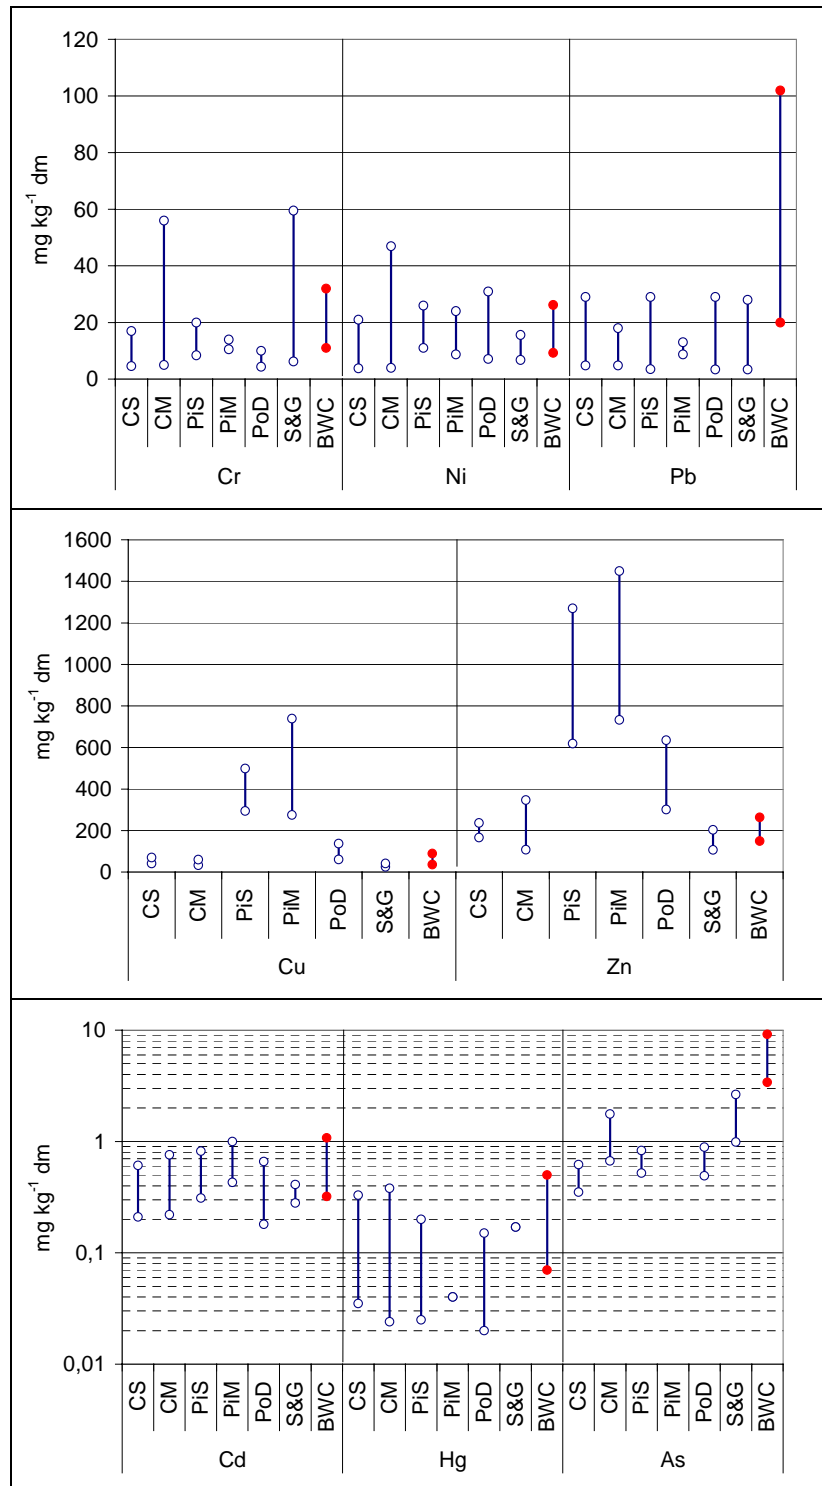 120
100
80
60
40
20
0
mg kg-1 dm
CS CM PiS PiM PoD S&G BWC CS CM PiS PiM PoD S&G BWC CS CM PiS PiM PoD S&G BWC
Cr Ni Pb
1600
1400
1200
1000
800
600
400
200
0
mg kg-1 dm
CS CM PiS PiM PoD S&G BWC CS CM PiS PiM PoD S&G BWC
Cu Zn
10
1
0,1
0,01
mg kg-1 dm
CS CM PiS PiM PoD S&G BWC CS CM PiS PiM PoD S&G BWC CS CM PiS PiM PoD S&G BWC
Cd Hg As